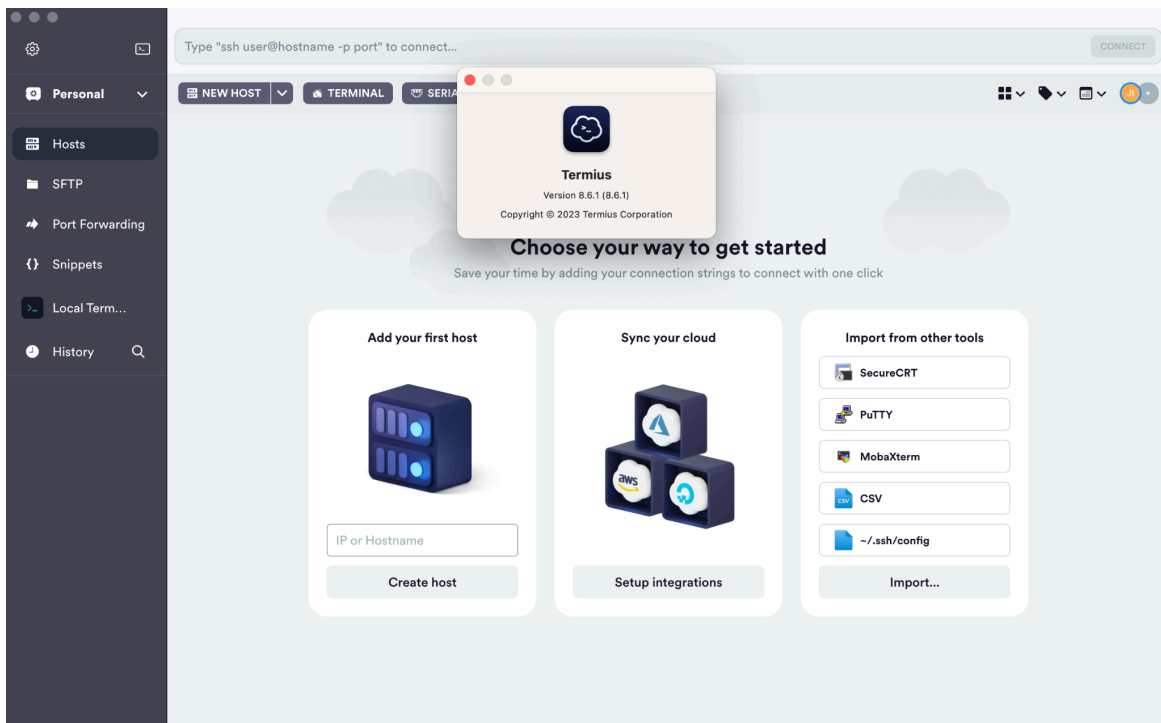 Type "ssh user@hostname -p port" to connect...
CONNECT
Personal
NEW HOST
TERMINAL
SERIA
JI
+
Hosts
SFTP
Port Forwarding
{} Snippets
Local Term...
History
Termius
Version 8.6.1 (8.6.1)
Copyright © 2023 Termius Corporation
Choose your way to get started
Save your time by adding your connection strings to connect with one click
Add your first host
IP or Hostname
Create host
Sync your cloud
aws
Setup integrations
Import from other tools
SecureCRT
PuTTY
MobaXterm
CSV
CSV
~/.ssh/config
Import...